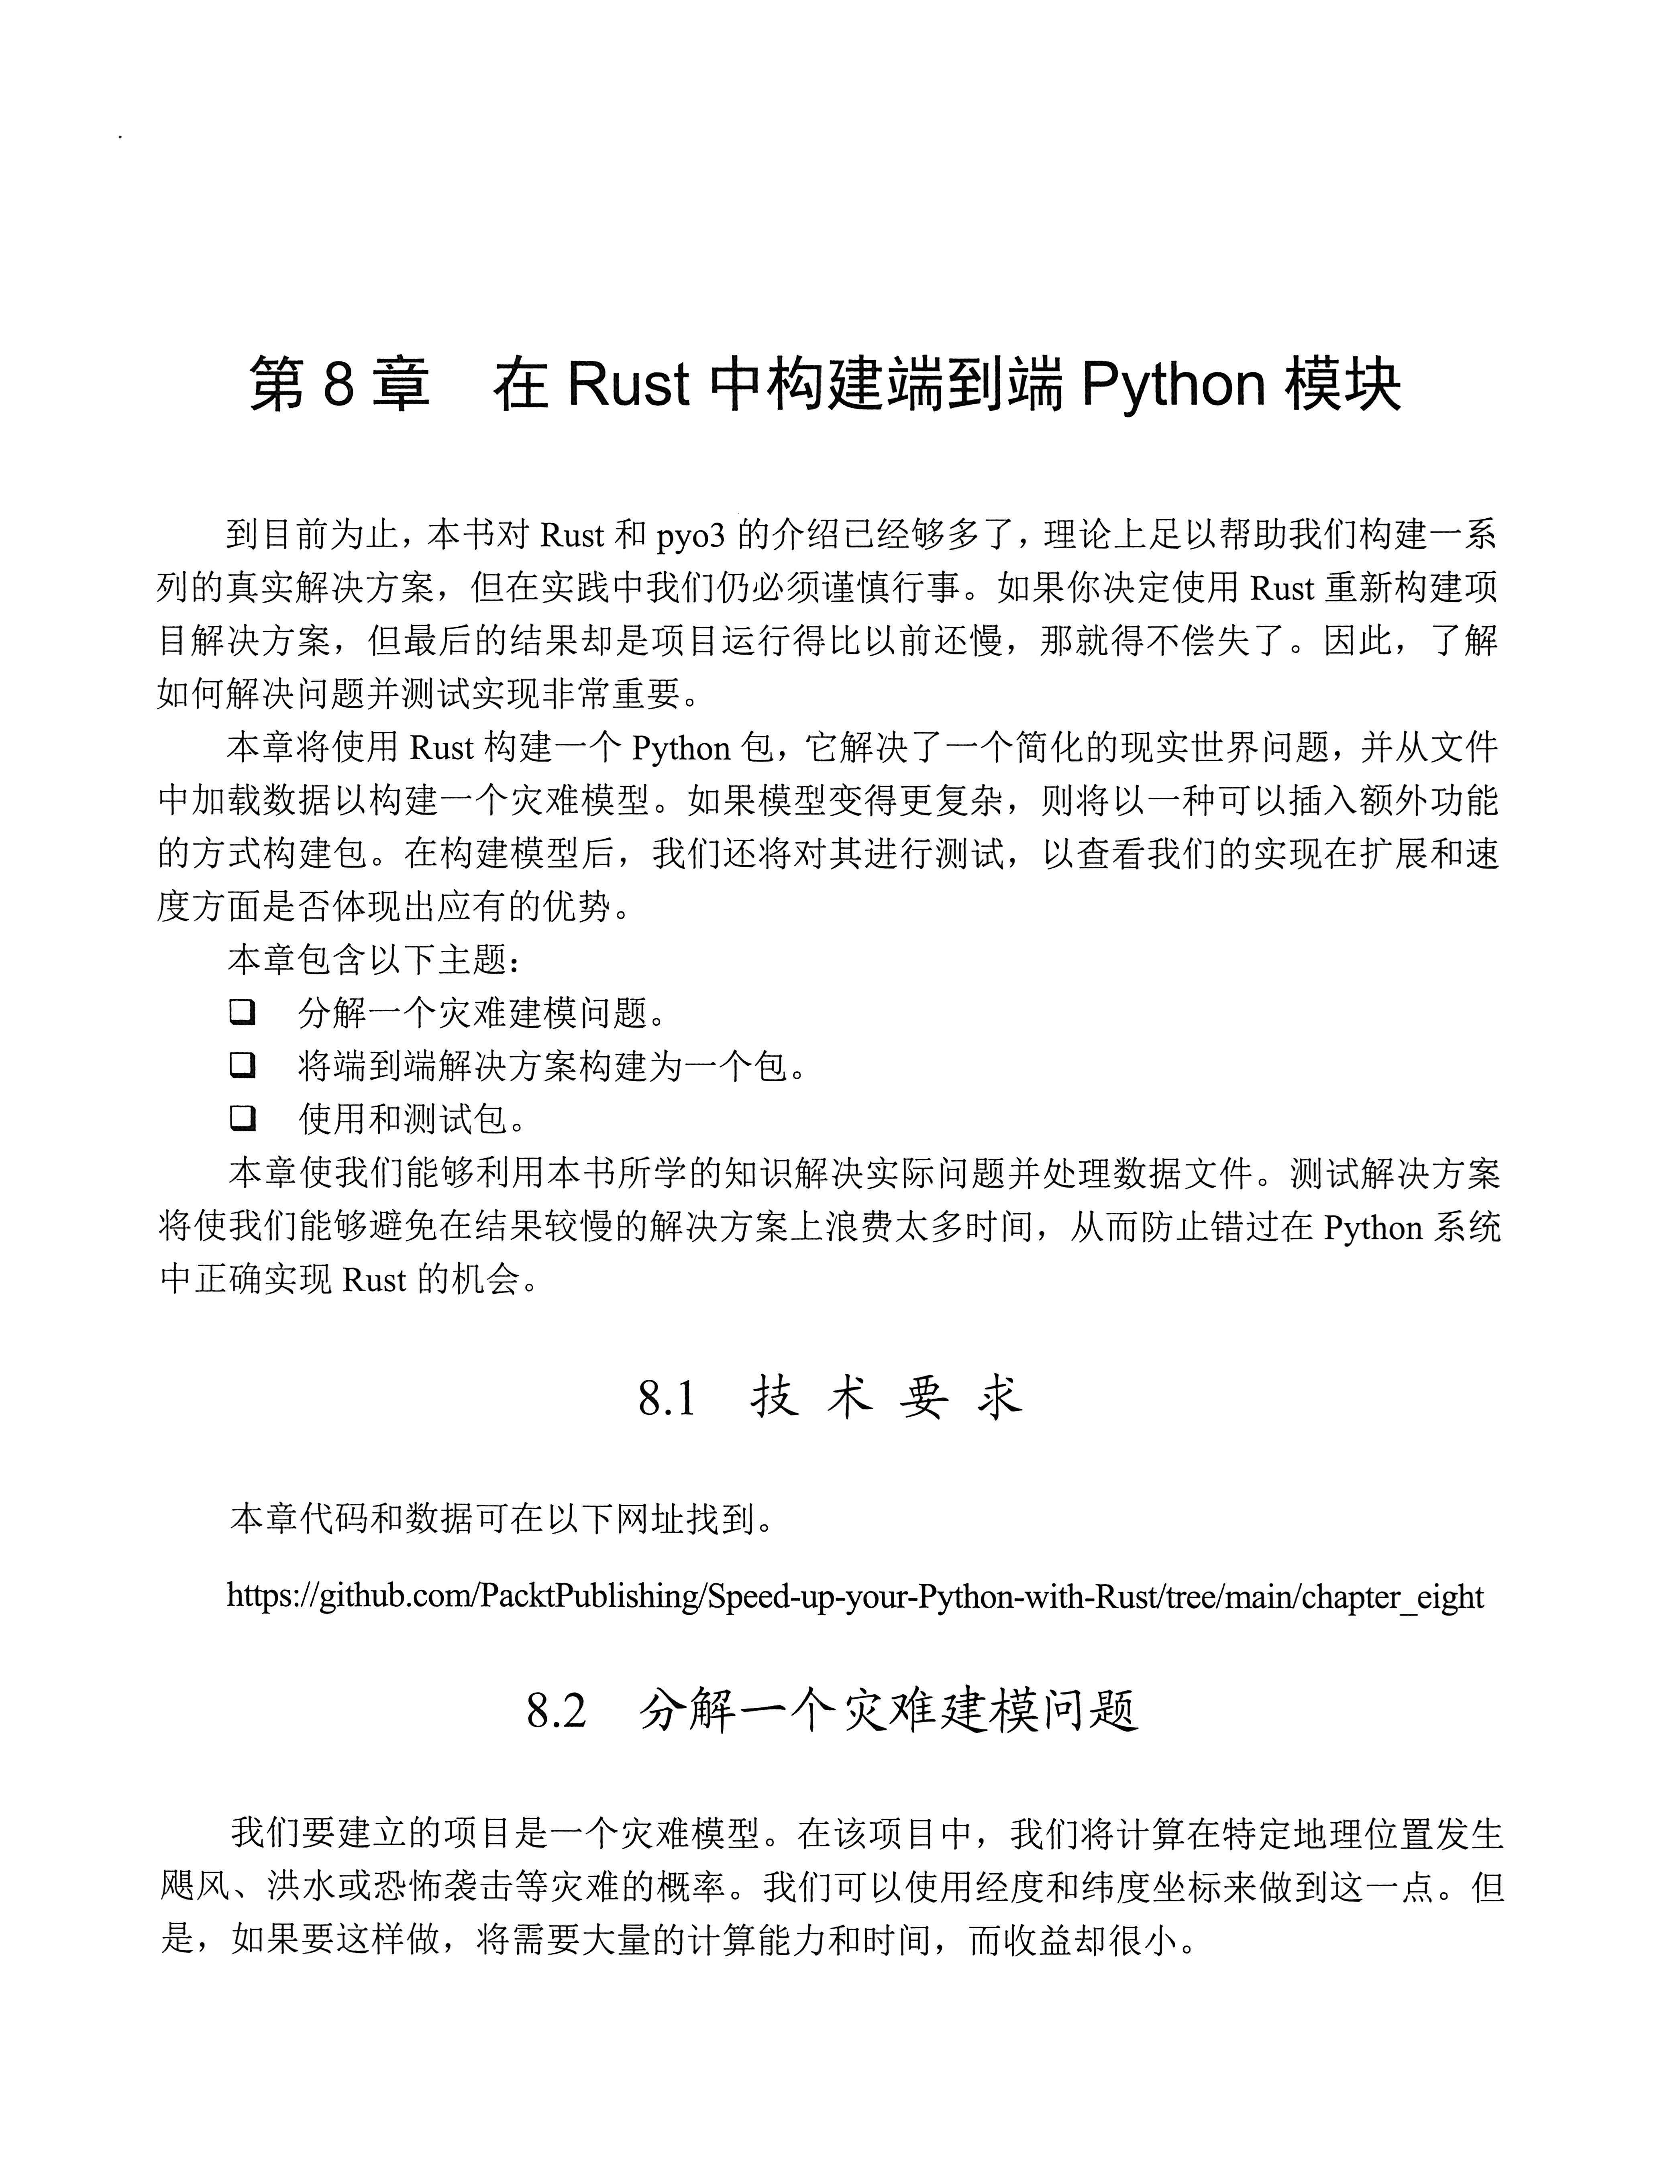 第 8 章 在 Rust 中构建端到端 Python 模块
到目前为止，本书对 Rust 和 pyo3 的介绍已经够多了，理论上足以帮助我们构建一系
列的真实解决方案，但在实践中我们仍必须谨慎行事。如果你决定使用 Rust 重新构建项
目解决方案，但最后的结果却是项目运行得比以前还慢，那就得不偿失了。因此，了解
如何解决问题并测试实现非常重要。
本章将使用 Rust 构建一个 Python 包，它解决了一个简化的现实世界问题，并从文件
中加载数据以构建一个灾难模型。如果模型变得更复杂，则将以一种可以插入额外功能
的方式构建包。在构建模型后，我们还将对其进行测试，以查看我们的实现在扩展和速
度方面是否体现出应有的优势。
本章包含以下主题：
❑ 分解一个灾难建模问题。
❑ 将端到端解决方案构建为一个包。
❑ 使用和测试包。
本章使我们能够利用本书所学的知识解决实际问题并处理数据文件。测试解决方案
将使我们能够避免在结果较慢的解决方案上浪费太多时间，从而防止错过在 Python 系统
中正确实现 Rust 的机会。
8.1 技 术 要 求
本章代码和数据可在以下网址找到。
https://github.com/PacktPublishing/Speed-up-your-Python-with-Rust/tree/main/chapter_eight
8.2 分解一个灾难建模问题
我们要建立的项目是一个灾难模型。在该项目中，我们将计算在特定地理位置发生
飓风、洪水或恐怖袭击等灾难的概率。我们可以使用经度和纬度坐标来做到这一点。但
是，如果要这样做，将需要大量的计算能力和时间，而收益却很小。